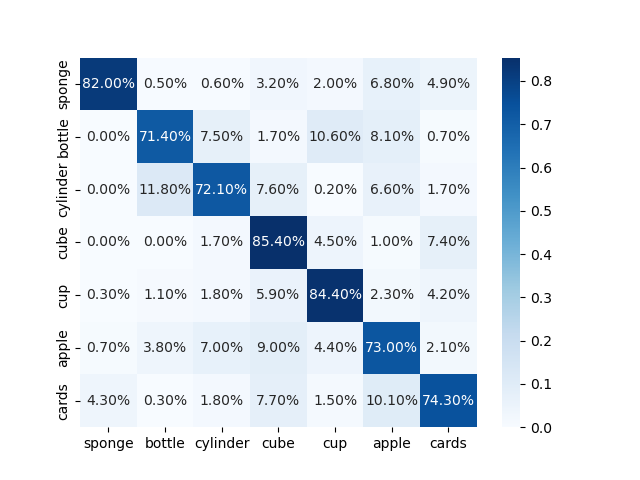 sponge 82.00% 0.50% 0.60% 3.20% 2.00% 6.80% 4.90%
bottle 0.00% 71.40% 7.50% 1.70% 10.60% 8.10% 0.70%
cylinder 0.00% 11.80% 72.10% 7.60% 0.20% 6.60% 1.70%
cube 0.00% 0.00% 1.70% 85.40% 4.50% 1.00% 7.40%
cup 0.30% 1.10% 1.80% 5.90% 84.40% 2.30% 4.20%
apple 0.70% 3.80% 7.00% 9.00% 4.40% 73.00% 2.10%
cards 4.30% 0.30% 1.80% 7.70% 1.50% 10.10% 74.30%
sponge bottle cylinder cube cup apple cards
0.8
0.7
0.6
0.5
0.4
0.3
0.2
0.1
0.0